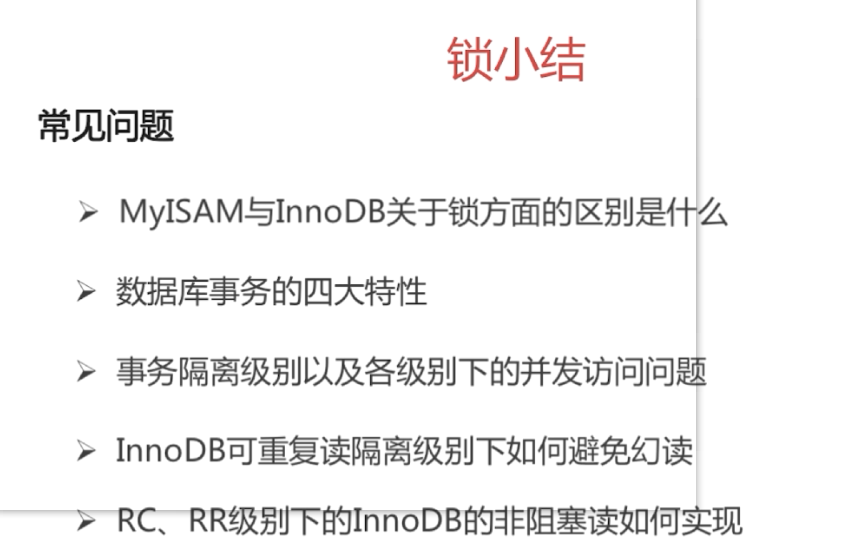 锁小结
常见问题
MyISAM与InnoDB关于锁方面的区别是什么
数据库事务的四大特性
事务隔离级别以及各级别下的并发访问问题
InnoDB可重复读隔离级别下如何避免幻读
RC、RR级别下的InnoDB的非阻塞读如何实现